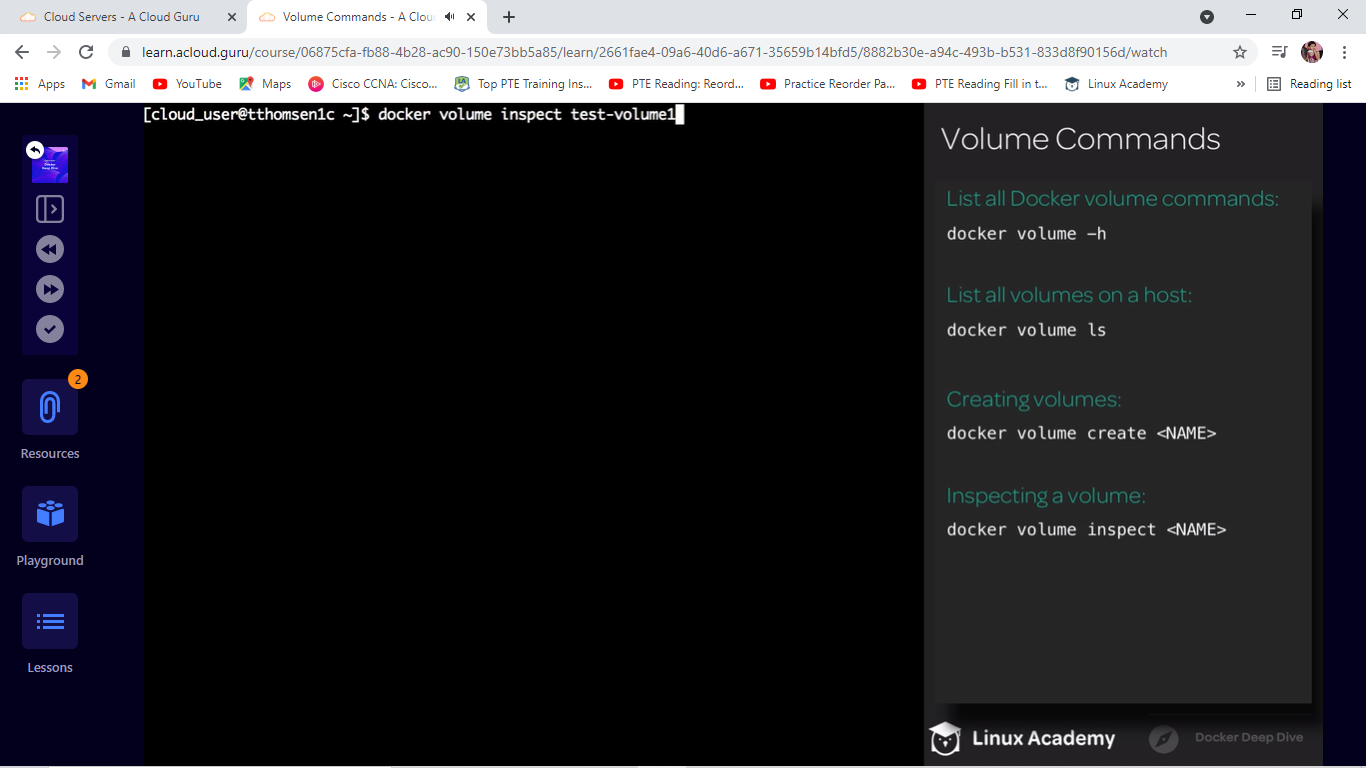 Cloud Servers - A Cloud Guru
Volume Commands - A Clou
learn.acloud.guru/course/06875cfa-fb88-4b28-ac90-150e73bb5a85/learn/2661fae4-09a6-40d6-a671-35659b14bfd5/8882b30e-a94c-493b-b531-833d8f90156d/watch
Apps
Gmail
YouTube
Maps
Cisco CCNA: Cisco...
Top PTE Training Ins...
PTE Reading: Reord...
Practice Reorder Pa...
PTE Reading Fill in t...
Linux Academy
»
Reading list
[cloud_user@tthomsen1c ~]$ docker volume inspect test-volume1
Docker
Deep Dive
2
Resources
Playground
Lessons
Volume Commands
List all Docker volume commands:
docker volume -h
List all volumes on a host:
docker volume ls
Creating volumes:
docker volume create <NAME>
Inspecting a volume:
docker volume inspect <NAME>
Linux Academy
Docker Deep Dive